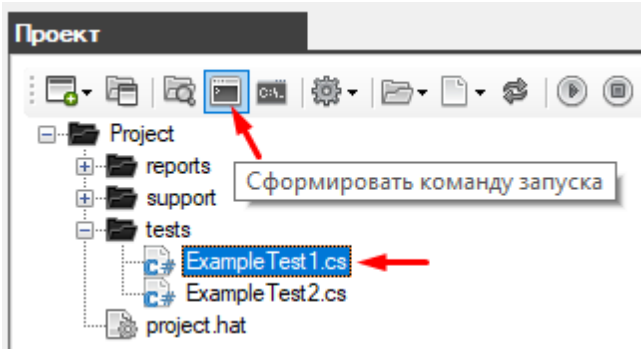 Проект
C:\.
Project
reports
Сформировать команду запуска
support
tests
C# ExampleTest1.cs
C# ExampleTest2.cs
project.hat